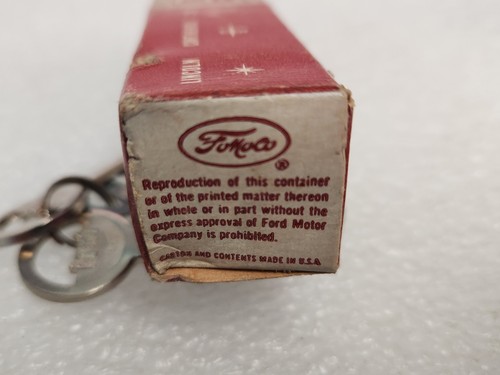 LINCOLN
FoMoCo
®
Reproduction of this container
or of the printed matter thereon
in whole or in part without the
express approval of Ford Motor
Company is prohibited.
CARTON AND CONTENTS MADE IN U.S.A.